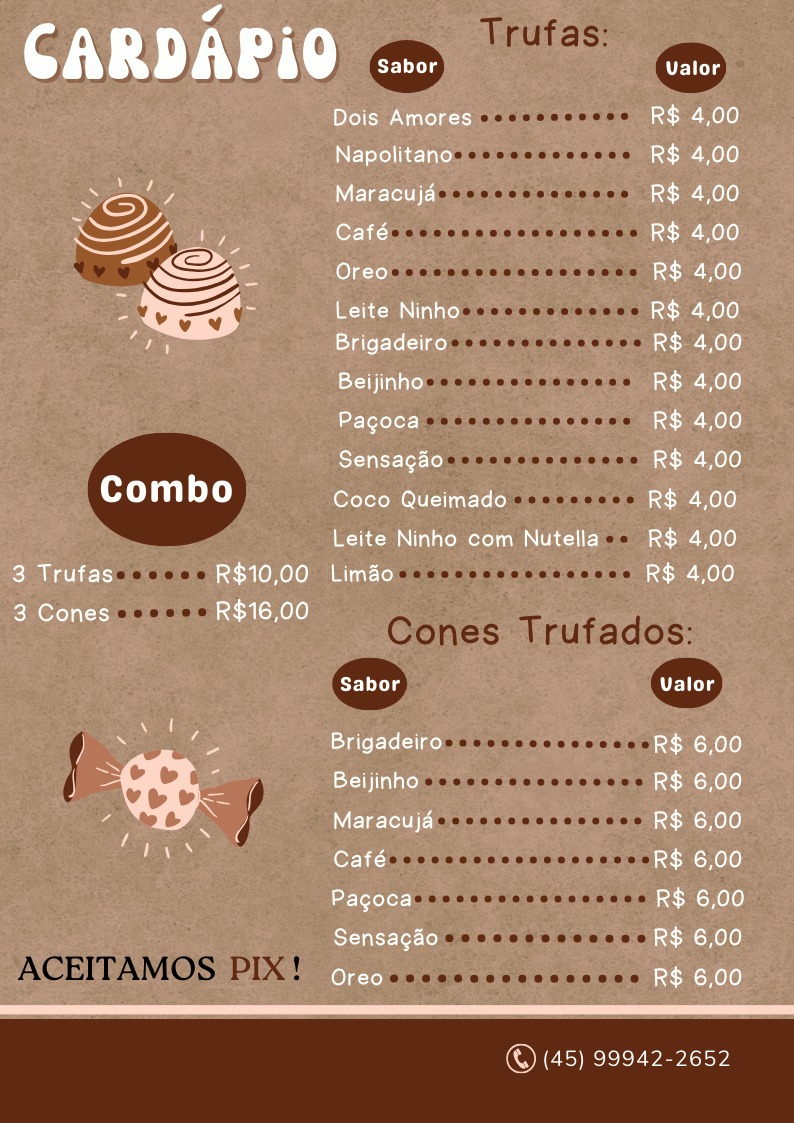 CARDÁPiO
Trufas:
Sabor Valor
Dois Amores R$ 4,00
Napolitano R$ 4,00
Maracujá R$ 4,00
Café R$ 4,00
Oreo R$ 4,00
Leite Ninho R$ 4,00
Brigadeiro R$ 4,00
Beijinho R$ 4,00
Paçoca R$ 4,00
Sensação R$ 4,00
Coco Queimado R$ 4,00
Leite Ninho com Nutella R$ 4,00
Limão R$ 4,00
Combo
3 Trufas R$10,00
3 Cones R$16,00
Cones Trufados:
Sabor Valor
Brigadeiro R$ 6,00
Beijinho R$ 6,00
Maracujá R$ 6,00
Café R$ 6,00
Paçoca R$ 6,00
Sensação R$ 6,00
Oreo R$ 6,00
ACEITAMOS PIX!
(45) 99942-2652